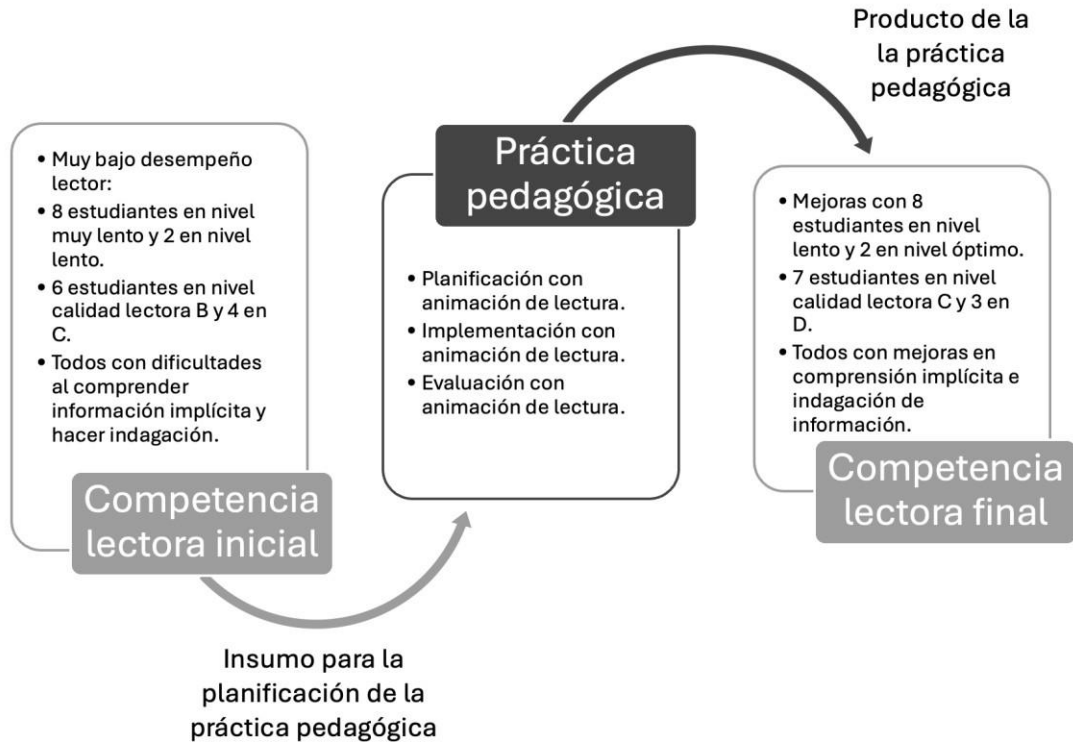 • Muy bajo desempeño
lector:
• 8 estudiantes en nivel
muy lento y 2 en nivel
lento.
• 6 estudiantes en nivel
calidad lectora B y 4 en
C.
• Todos con dificultades
al comprender
información implícita y
hacer indagación.
Competencia
lectora inicial
Insumo para la
planificación de la
práctica pedagógica
Práctica
pedagógica
• Planificación con
animación de lectura.
• Implementación con
animación de lectura.
• Evaluación con
animación de lectura.
Producto de la
la práctica
pedagógica
• Mejoras con 8
estudiantes en nivel
lento y 2 en nivel óptimo.
• 7 estudiantes en nivel
calidad lectora C y 3 en
D.
• Todos con mejoras en
comprensión implícita e
indagación de
información.
Competencia
lectora final